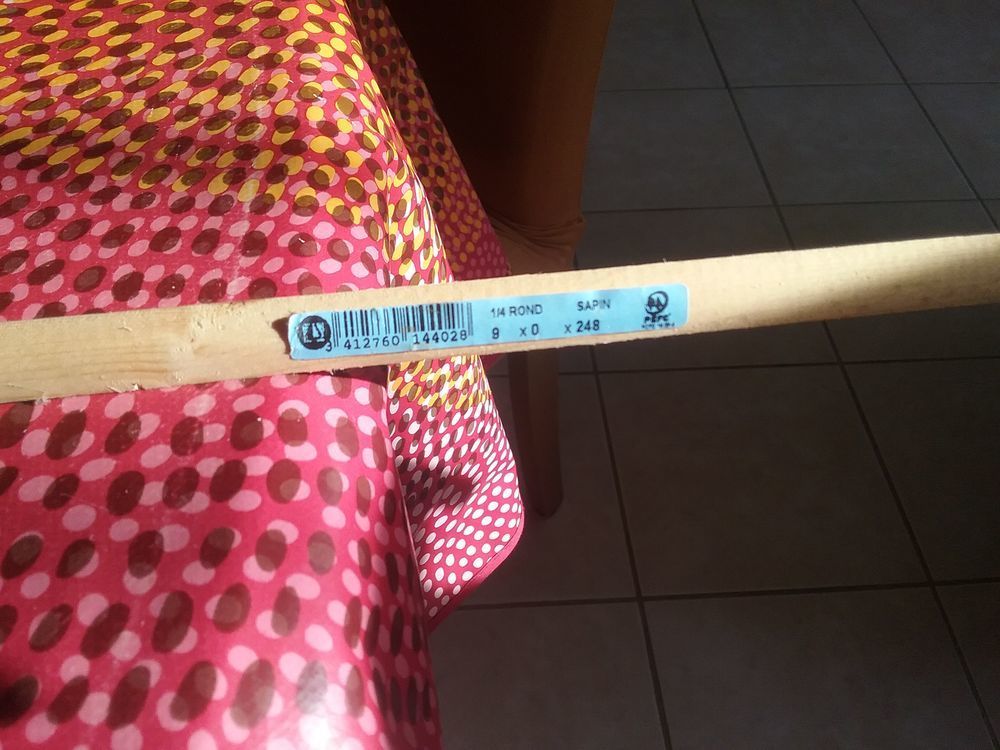 1/4 ROND SAPIN
9 x 0 x 248
3 412760 144028
PEFC